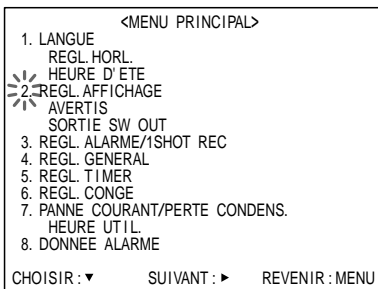 <MENU PRINCIPAL>
1. LANGUE
REGL. HORL.
HEURE D'ETE
2. REGL. AFFICHAGE
AVERTIS
SORTIE SW OUT
3. REGL. ALARME/1SHOT REC
4. REGL. GENERAL
5. REGL. TIMER
6. REGL. CONGE
7. PANNE COURANT/PERTE CONDENS.
HEURE UTIL.
8. DONNEE ALARME
CHOISIR : ▼ SUIVANT : ► REVENIR : MENU